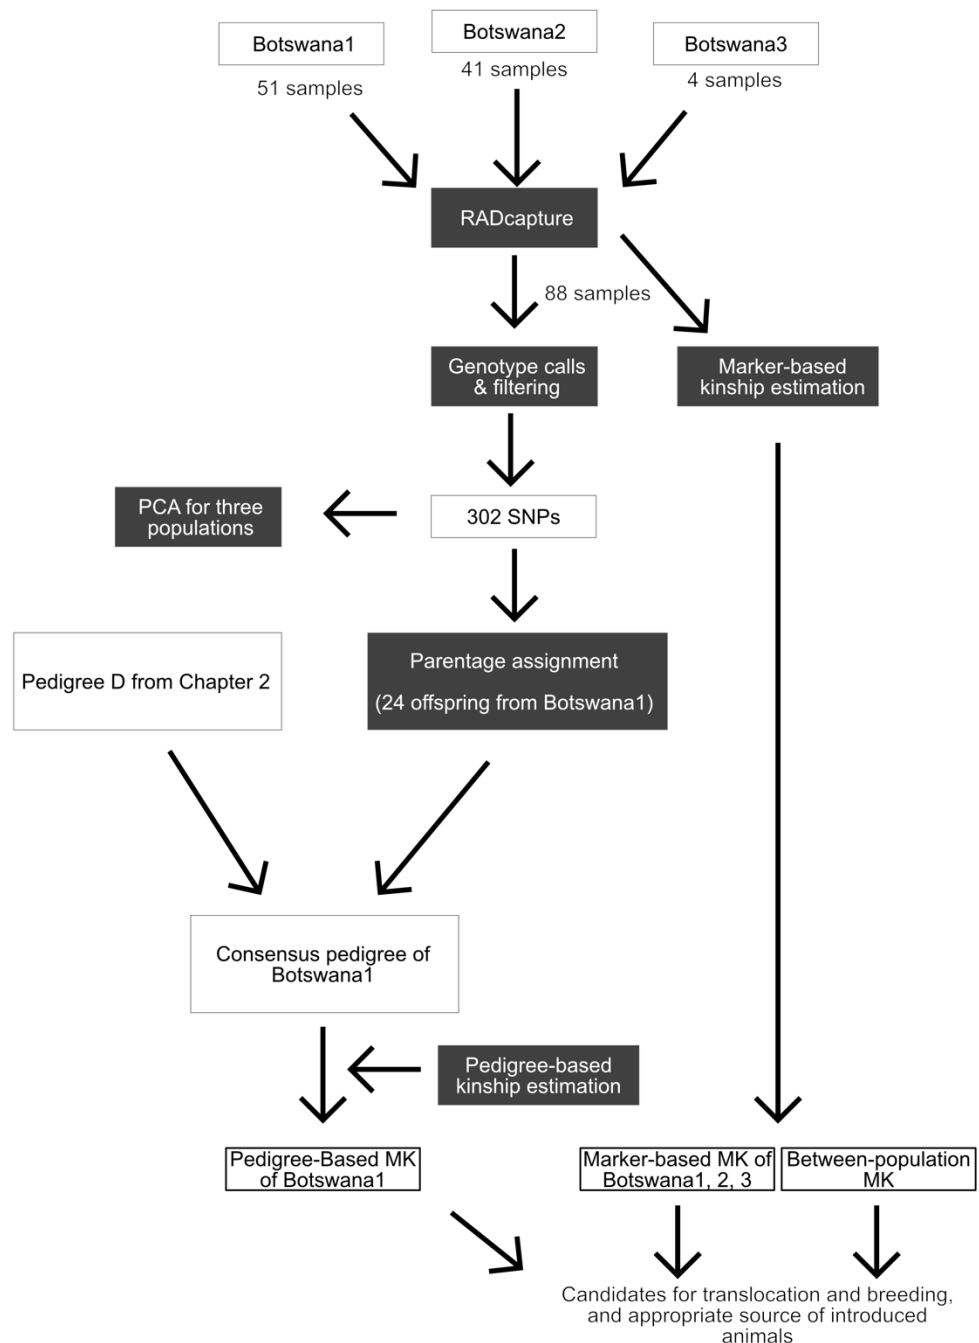 Botswana1
Botswana2
Botswana3
51 samples
41 samples
4 samples
RADcapture
88 samples
Genotype calls
& filtering
Marker-based
kinship estimation
PCA for three
populations
302 SNPs
Pedigree D from Chapter 2
Parentage assignment
(24 offspring from Botswana1)
Consensus pedigree of
Botswana1
Pedigree-based
kinship estimation
Pedigree-Based MK
of Botswana1
Marker-based MK of
Botswana1, 2, 3
Between-population
MK
Candidates for translocation and breeding,
and appropriate source of introduced
animals